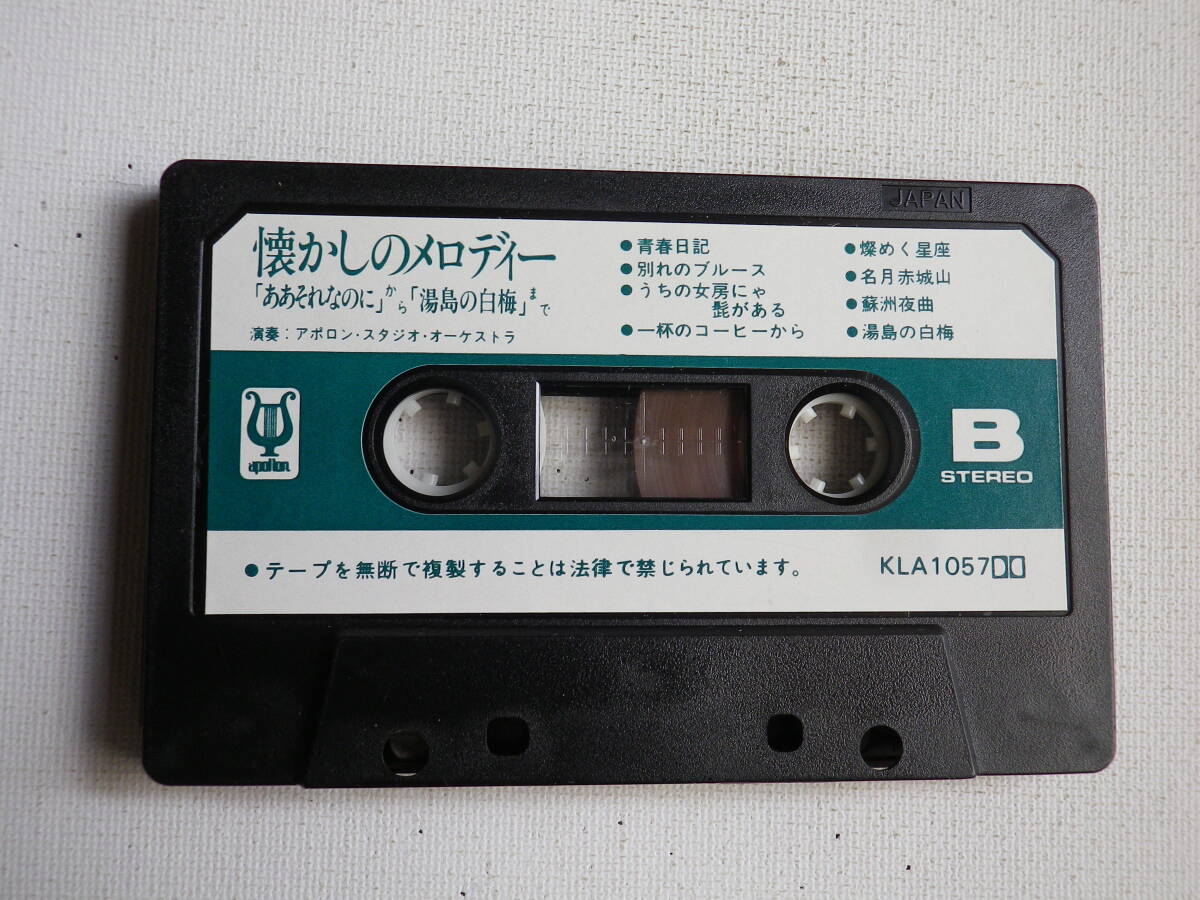 JAPAN
懐かしのメロディー
「ああそれなのに」から「湯島の白梅」まで
演奏：アポロン・スタジオ・オーケストラ
●青春日記
●別れのブルース
●うちの女房にゃ
髭がある
●一杯のコーヒーから
●燦めく星座
●名月赤城山
●蘇洲夜曲
●湯島の白梅
apollon
B
STEREO
●テープを無断で複製することは法律で禁じられています。
KLA1057